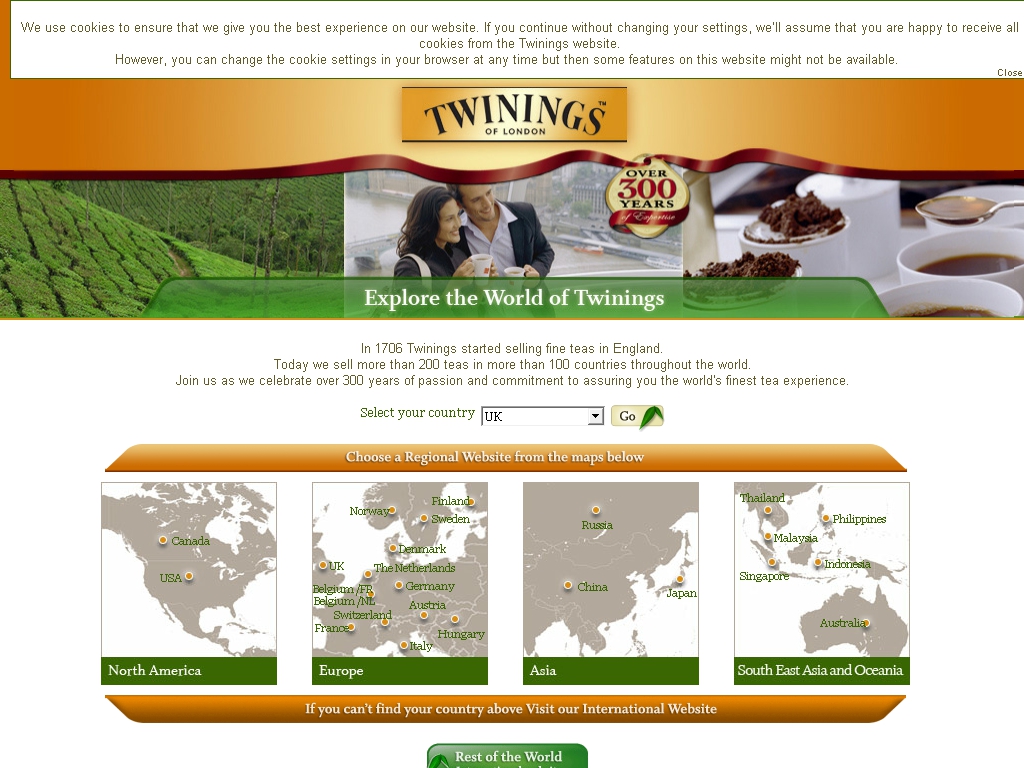 We use cookies to ensure that we give you the best experience on our website. If you continue without changing your settings, we'll assume that you are happy to receive all
cookies from the Twinings website.
However, you can change the cookie settings in your browser at any time but then some features on this website might not be available.
Close
TWININGS™
OF LONDON
OVER
300
YEARS
of Expertise
Explore the World of Twinings
In 1706 Twinings started selling fine teas in England.
Today we sell more than 200 teas in more than 100 countries throughout the world.
Join us as we celebrate over 300 years of passion and commitment to assuring you the world's finest tea experience.
Select your country UK Go
Choose a Regional Website from the maps below
Canada
USA
North America
Finland
Norway
Sweden
Denmark
UK
The Netherlands
Belgium /FR
Germany
Belgium /NL
Austria
Switzerland
France
Hungary
Italy
Europe
Russia
China
Japan
Asia
Thailand
Philippines
Malaysia
Indonesia
Singapore
Australia
South East Asia and Oceania
If you can't find your country above Visit our International Website
Rest of the World